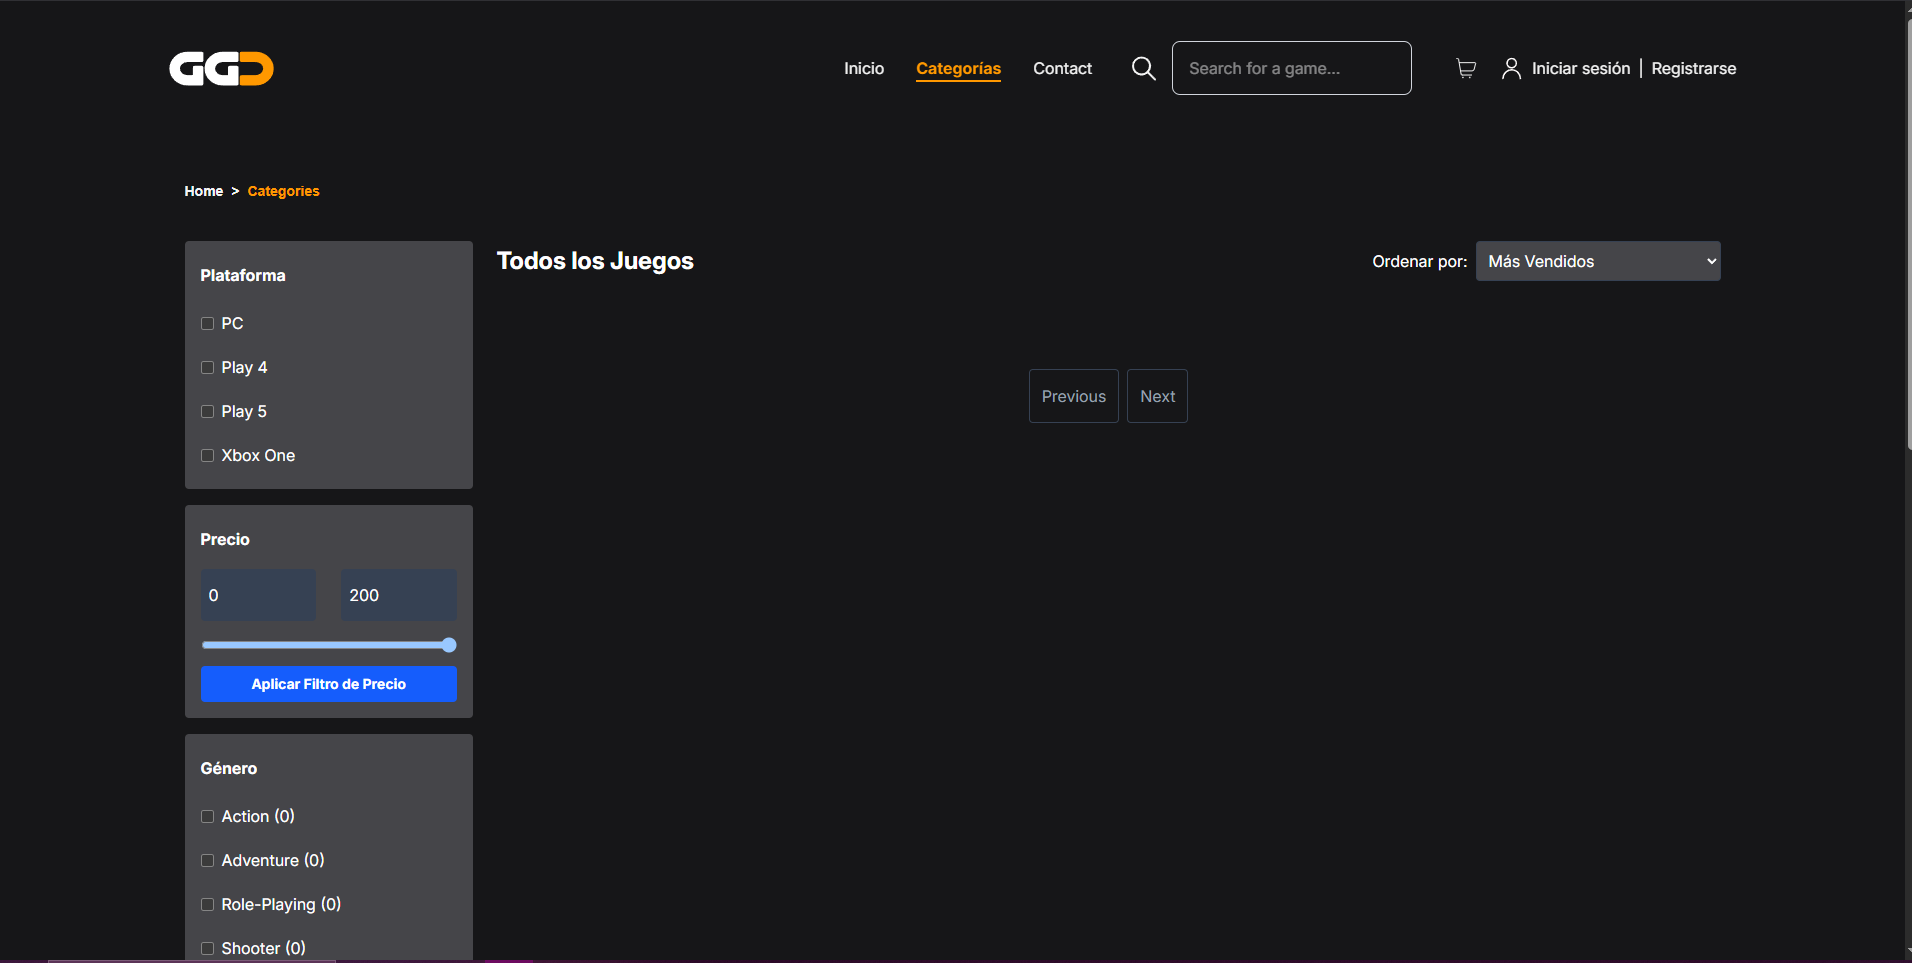 GGD
Inicio Categorías Contact Search for a game... Iniciar sesión | Registrarse
Home > Categories
Plataforma
PC
Play 4
Play 5
Xbox One
Precio
0 200
Aplicar Filtro de Precio
Género
Action (0)
Adventure (0)
Role-Playing (0)
Shooter (0)
Todos los Juegos
Ordenar por: Más Vendidos
Previous Next